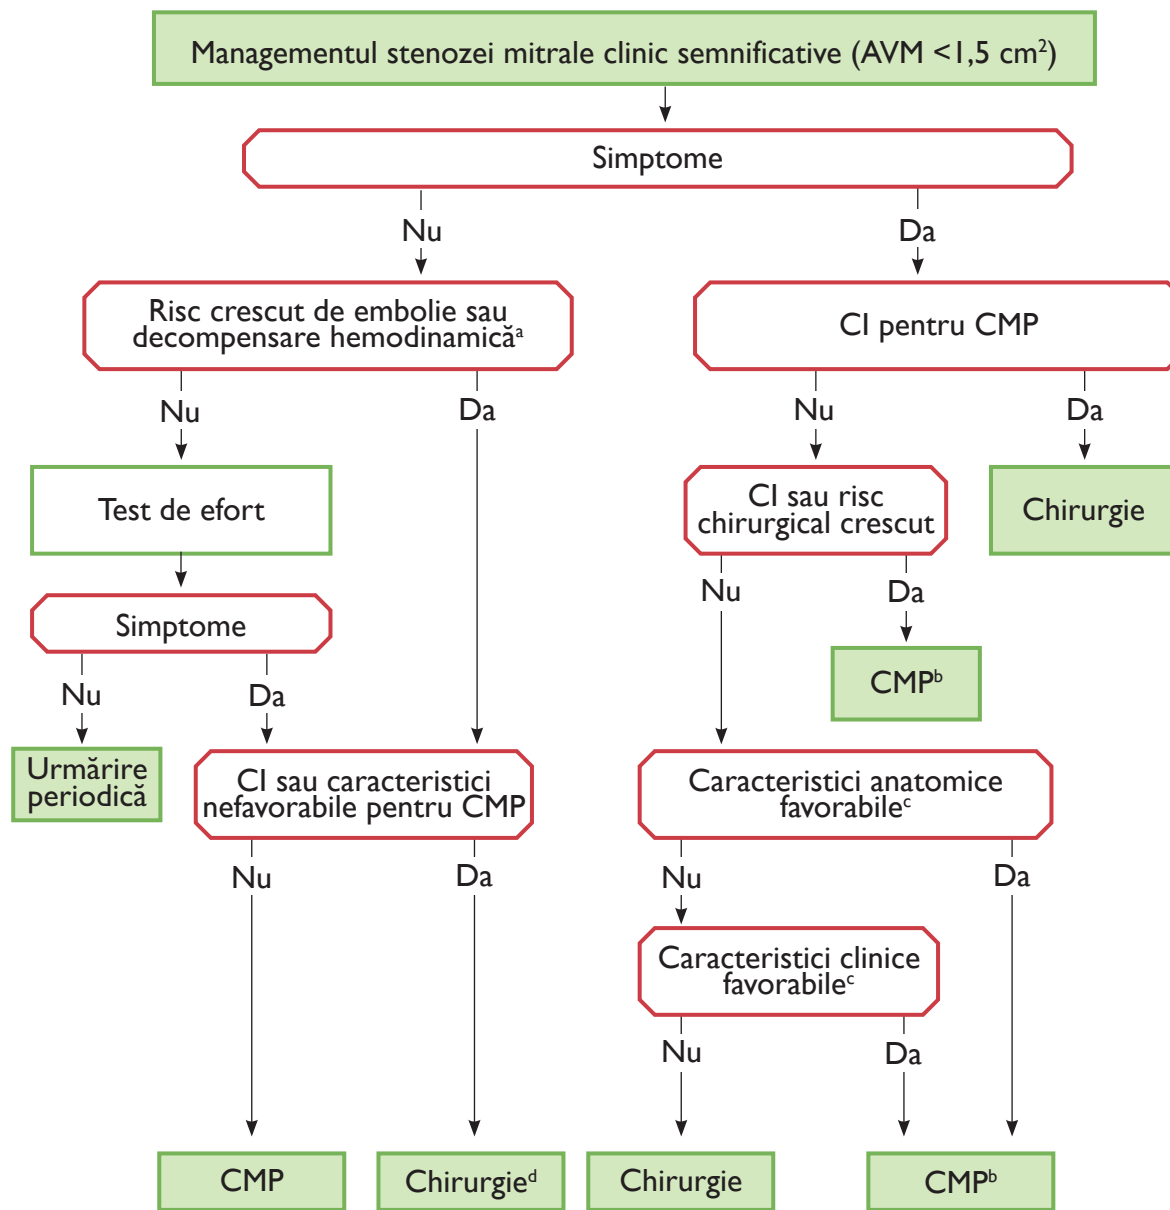 Managementul stenozei mitrale clinic semnificative (AVM <1,5 cm²)
Simptome
Nu
Da
Risc crescut de embolie sau
decompensare hemodinamicăᵃ
CI pentru CMP
Nu
Da
Nu
Da
Test de efort
CI sau risc
chirurgical crescut
Chirurgie
Nu
Da
Simptome
Nu
Da
CMPᵇ
Urmărire
periodică
CI sau caracteristici
nefavorabile pentru CMP
Caracteristici anatomice
favorabileᶜ
Nu
Da
Nu
Da
Caracteristici clinice
favorabileᶜ
Nu
Da
CMP
Chirurgieᵈ
Chirurgie
CMPᵇ